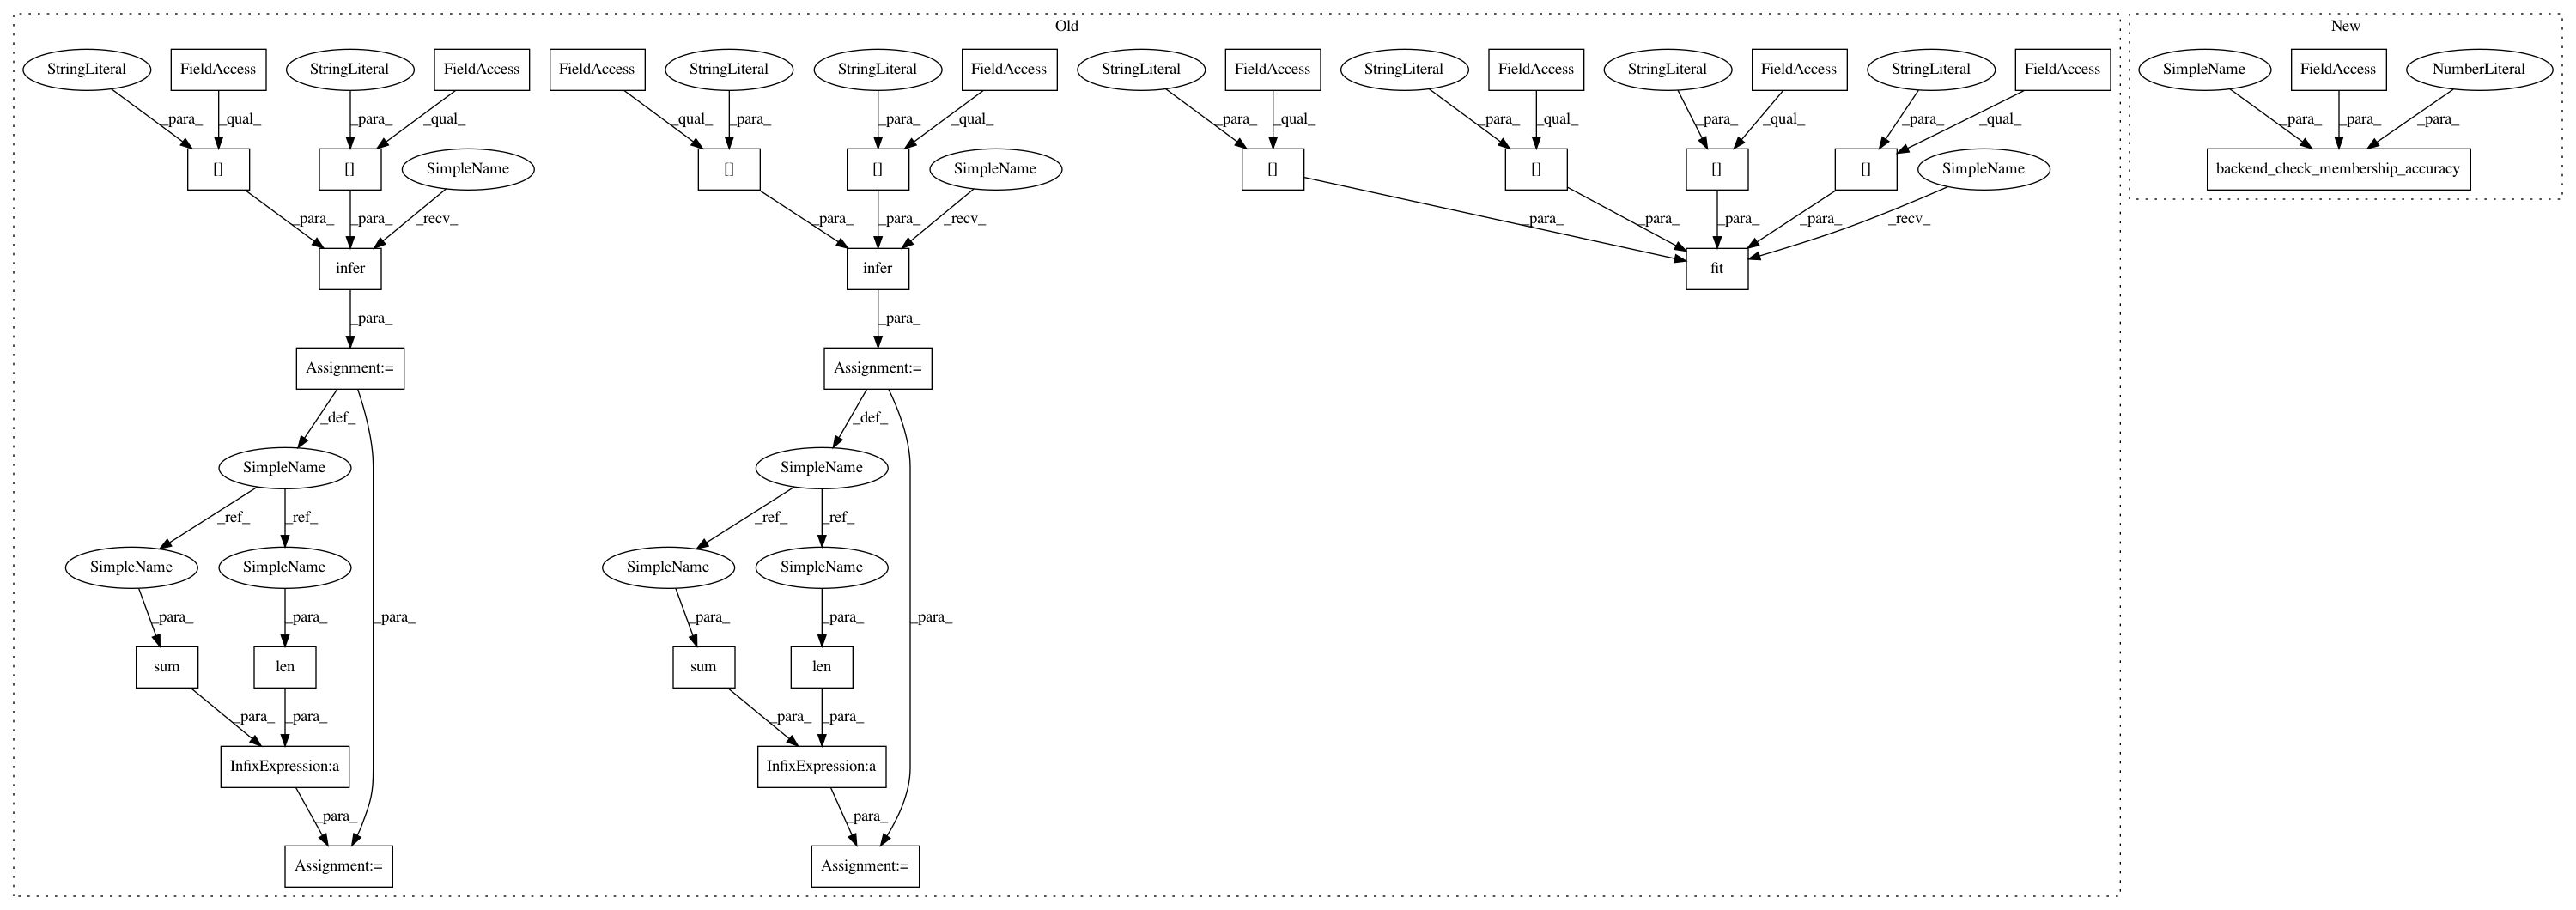 Old
New
StringLiteral
FieldAccess
StringLiteral
FieldAccess
FieldAccess
StringLiteral
StringLiteral
FieldAccess
StringLiteral
FieldAccess
StringLiteral
FieldAccess
StringLiteral
FieldAccess
StringLiteral
FieldAccess
SimpleName
FieldAccess
NumberLiteral
_para_
_qual_
_para_
_qual_
_qual_
_para_
_para_
_qual_
_para_
_qual_
_para_
_qual_
_para_
_qual_
_para_
_qual_
_para_
_para_
_para_
[]
[]
SimpleName
[]
[]
SimpleName
[]
[]
[]
[]
SimpleName
backend_check_membership_accuracy
_para_
_para_
_recv_
_para_
_para_
_recv_
_para_
_para_
_para_
_para_
_recv_
infer
infer
fit
_para_
_para_
Assignment:=
Assignment:=
_def_
_def_
SimpleName
SimpleName
_ref_
_ref_
_ref_
_ref_
SimpleName
SimpleName
SimpleName
SimpleName
_para_
_para_
_para_
_para_
_para_
_para_
sum
len
sum
len
_para_
_para_
_para_
_para_
InfixExpression:a
InfixExpression:a
_para_
_para_
Assignment:=
Assignment:=